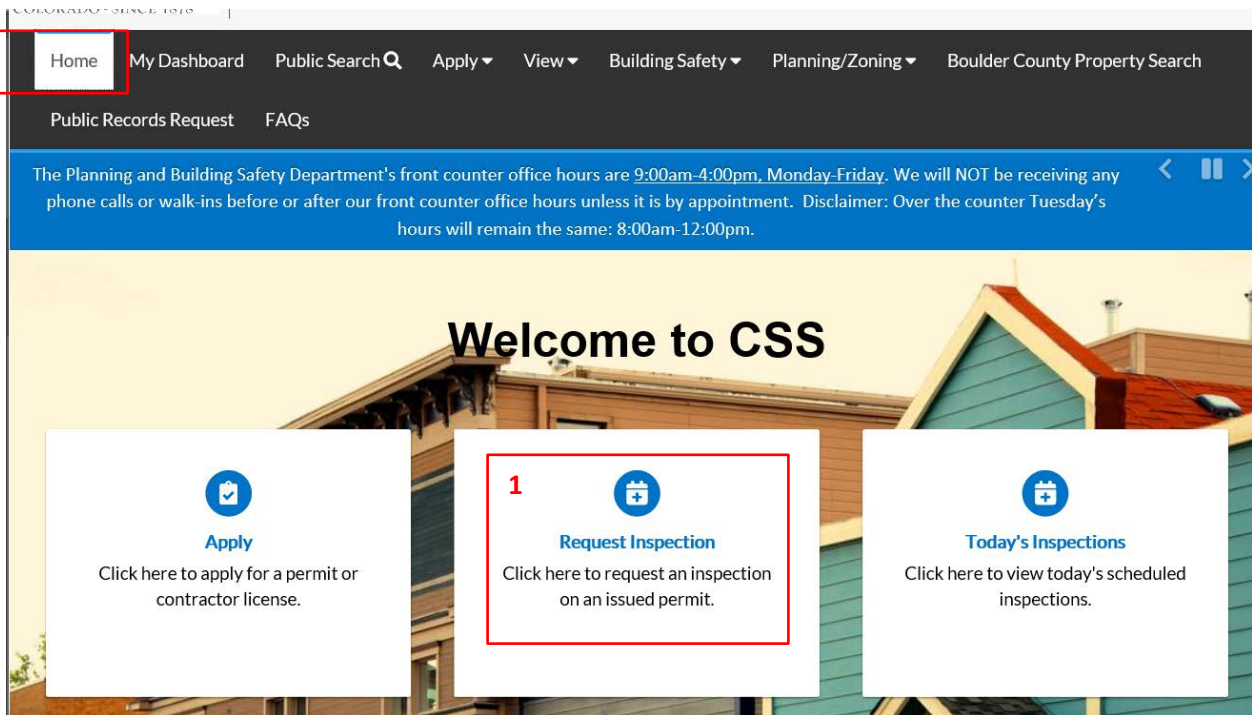 COLORADO · SINCE 1878
Home My Dashboard Public Search Apply View Building Safety Planning/Zoning Boulder County Property Search
Public Records Request FAQs
The Planning and Building Safety Department's front counter office hours are 9:00am-4:00pm, Monday-Friday. We will NOT be receiving any
phone calls or walk-ins before or after our front counter office hours unless it is by appointment. Disclaimer: Over the counter Tuesday’s
hours will remain the same: 8:00am-12:00pm.
Welcome to CSS
1
Apply
Click here to apply for a permit or
contractor license.
Request Inspection
Click here to request an inspection
on an issued permit.
Today's Inspections
Click here to view today's scheduled
inspections.